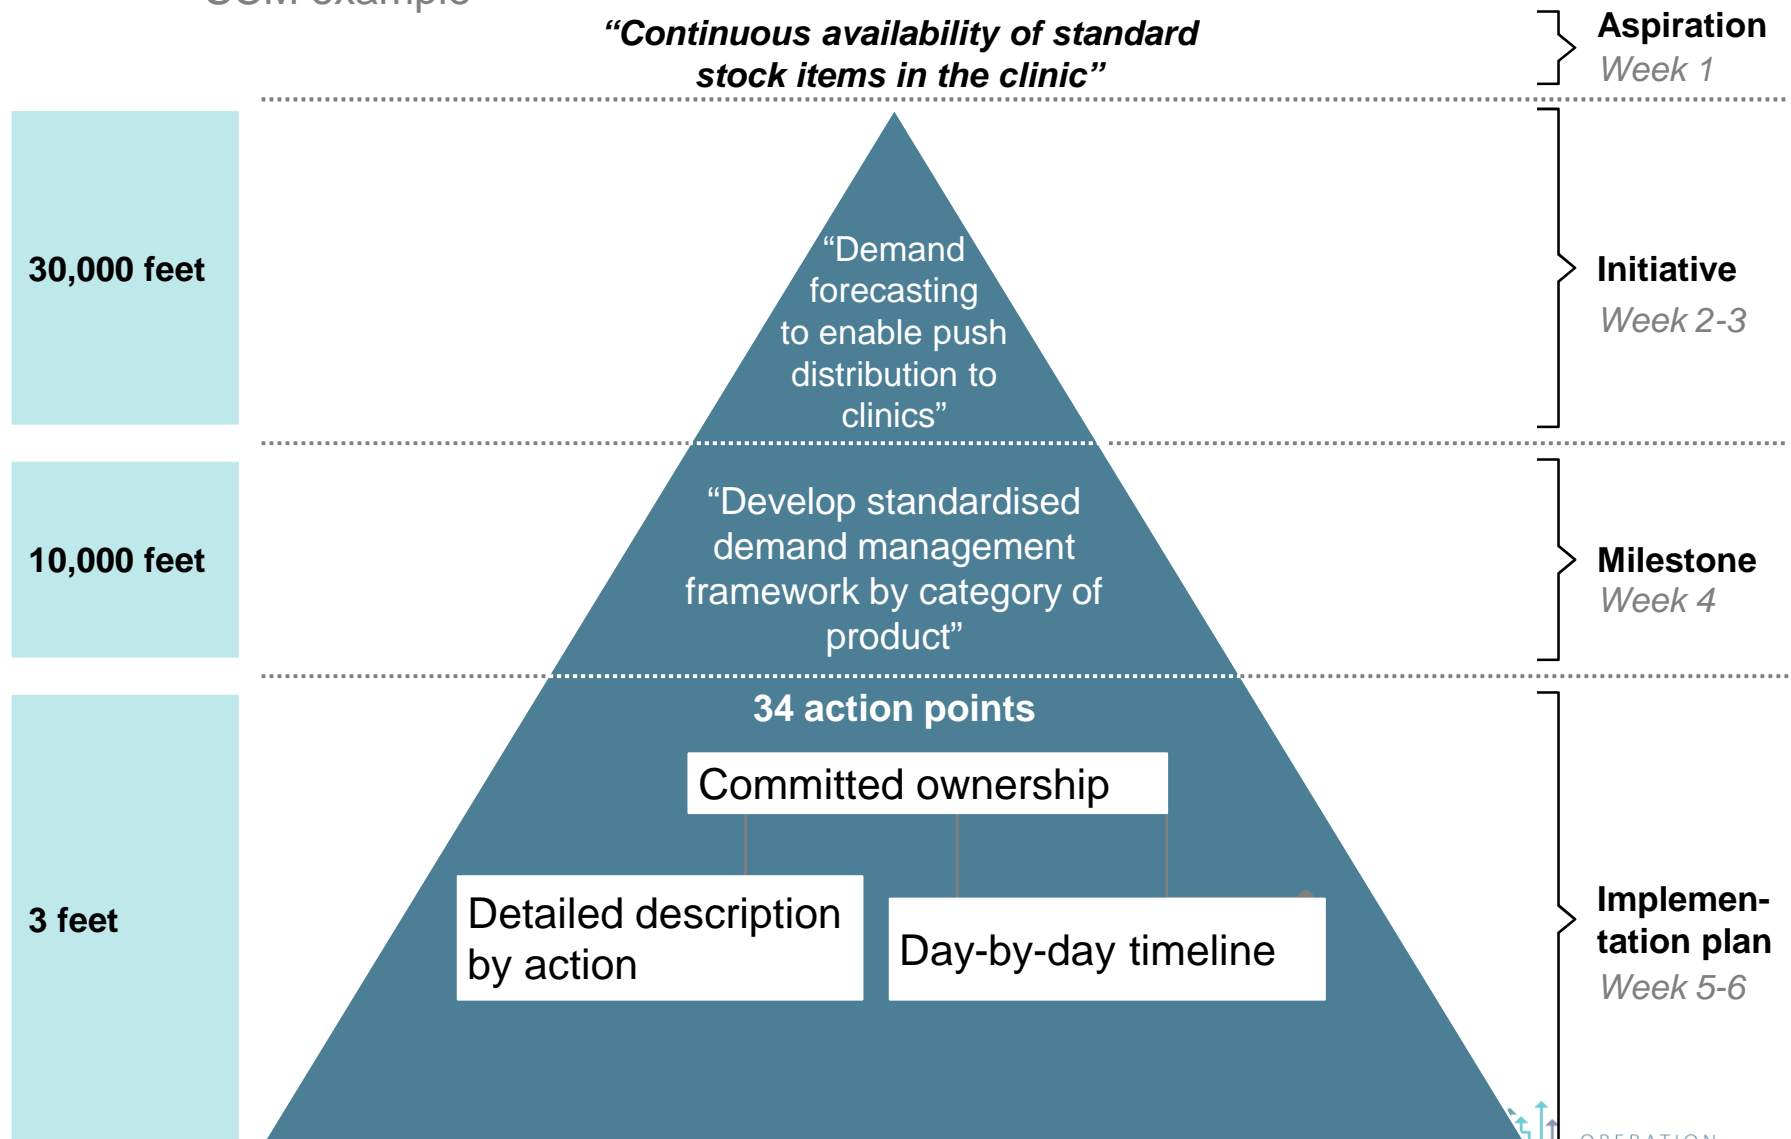 SCM example
“Continuous availability of standard
stock items in the clinic”
Aspiration
Week 1
30,000 feet
“Demand
forecasting
to enable push
distribution to
clinics”
Initiative
Week 2-3
10,000 feet
“Develop standardised
demand management
framework by category of
product”
Milestone
Week 4
3 feet
34 action points
Committed ownership
Detailed description
by action
Day-by-day timeline
Implemen-
tation plan
Week 5-6
OPERATION